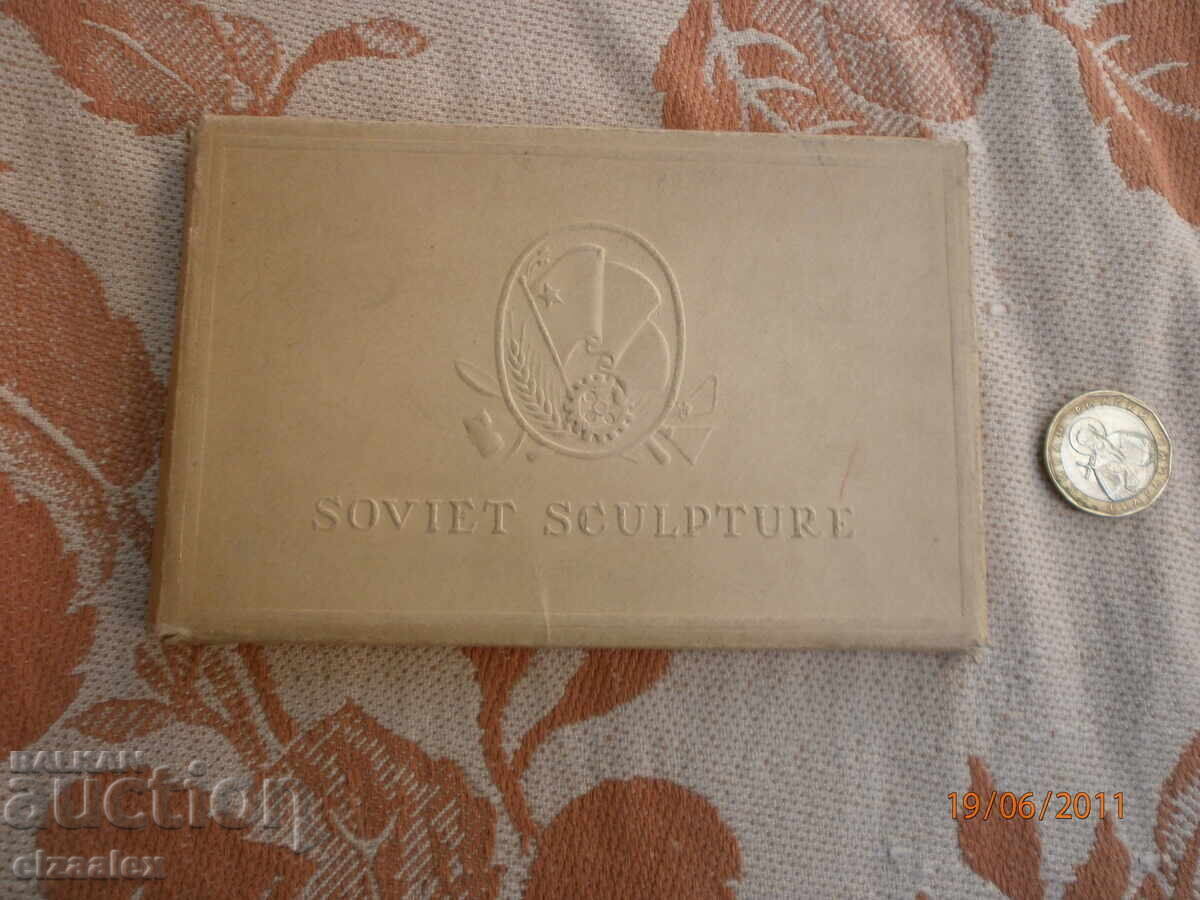 SOVIET SCULPTURE
19/06/2011
BALKAN
auction
elzaalex